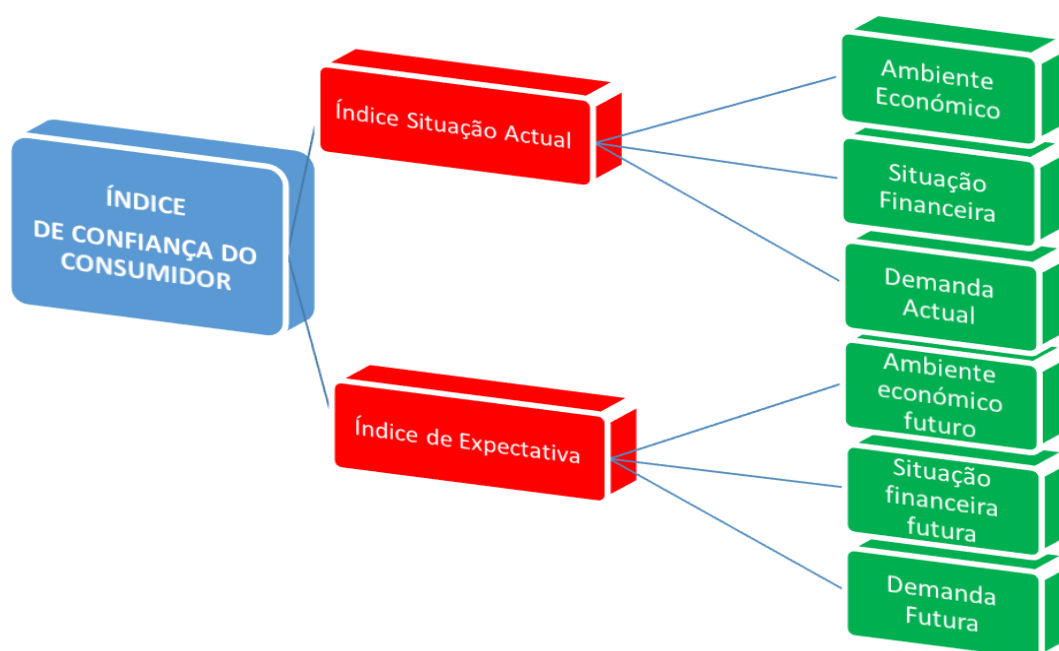 ÍNDICE
DE CONFIANÇA DO
CONSUMIDOR
Índice Situação Actual
Ambiente
Económico
Situação
Financeira
Demanda
Actual
Índice de Expectativa
Ambiente
económico
futuro
Situação
financeira
futura
Demanda
Futura